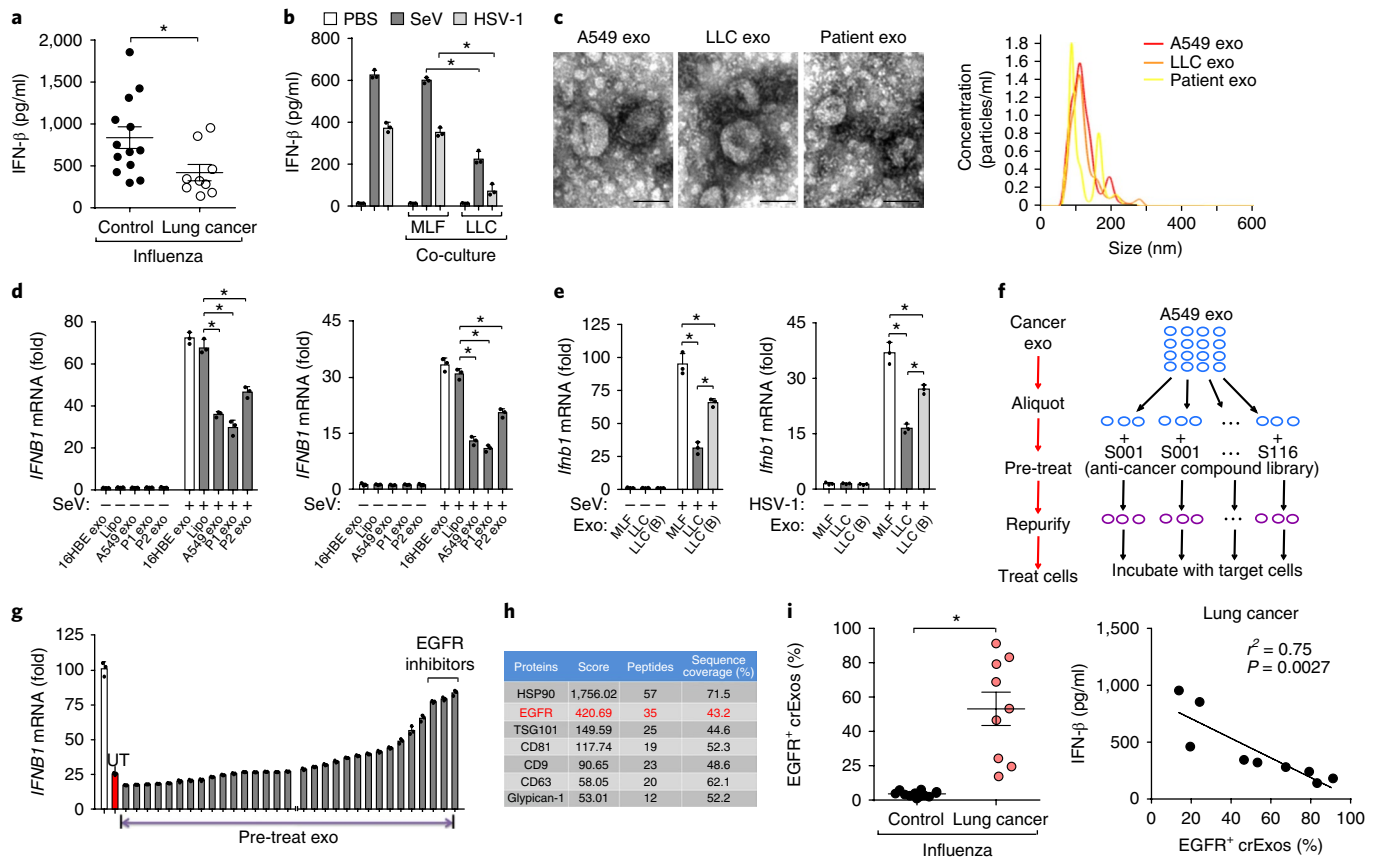 a
IFN-β (pg/ml)
2,000
1,500
1,000
500
0
*
Control
Lung cancer
Influenza
b
PBS
SeV
HSV-1
IFN-β (pg/ml)
800
600
400
200
0
*
*
MLF
LLC
Co-culture
c
A549 exo
LLC exo
Patient exo
Concentration
(particles/ml)
1.8
1.6
1.4
1.2
1.0
0.8
0.6
0.4
0.2
0
0
200
400
600
Size (nm)
A549 exo
LLC exo
Patient exo
d
IFNB1 mRNA (fold)
80
60
40
20
0
*
*
*
SeV:
– – – – – + + + + +
16HBE exo
Lipo
A549 exo
P1 exo
P2 exo
16HBE exo
Lipo
A549 exo
P1 exo
P2 exo
IFNB1 mRNA (fold)
45
30
15
0
*
*
*
SeV:
– – – – – + + + + +
16HBE exo
Lipo
A549 exo
P1 exo
P2 exo
16HBE exo
Lipo
A549 exo
P1 exo
P2 exo
e
Ifnb1 mRNA (fold)
125
100
75
50
25
0
*
*
*
SeV:
– – – + + +
Exo:
MLF
LLC
LLC (B)
MLF
LLC
LLC (B)
Ifnb1 mRNA (fold)
45
30
15
0
*
*
*
HSV-1:
– – – + + +
Exo:
MLF
LLC
LLC (B)
MLF
LLC
LLC (B)
f
Cancer
exo
Aliquot
Pre-treat
Repurify
Treat cells
A549 exo
+ + ··· +
S001 S001 ··· S116
(anti-cancer compound library)
Incubate with target cells
g
IFNB1 mRNA (fold)
125
100
75
50
25
0
UT
EGFR
inhibitors
Pre-treat exo
h
Proteins Score Peptides Sequence coverage (%)
HSP90 1,756.02 57 71.5
EGFR 420.69 35 43.2
TSG101 149.59 25 44.6
CD81 117.74 19 52.3
CD9 90.65 23 48.6
CD63 58.05 20 62.1
Glypican-1 53.01 12 52.2
i
EGFR⁺ crExos (%)
100
80
60
40
25
0
*
Control
Lung cancer
Influenza
Lung cancer
r² = 0.75
P = 0.0027
IFN-β (pg/ml)
1,500
1,000
500
0
0
20
40
60
80
100
EGFR⁺ crExos (%)